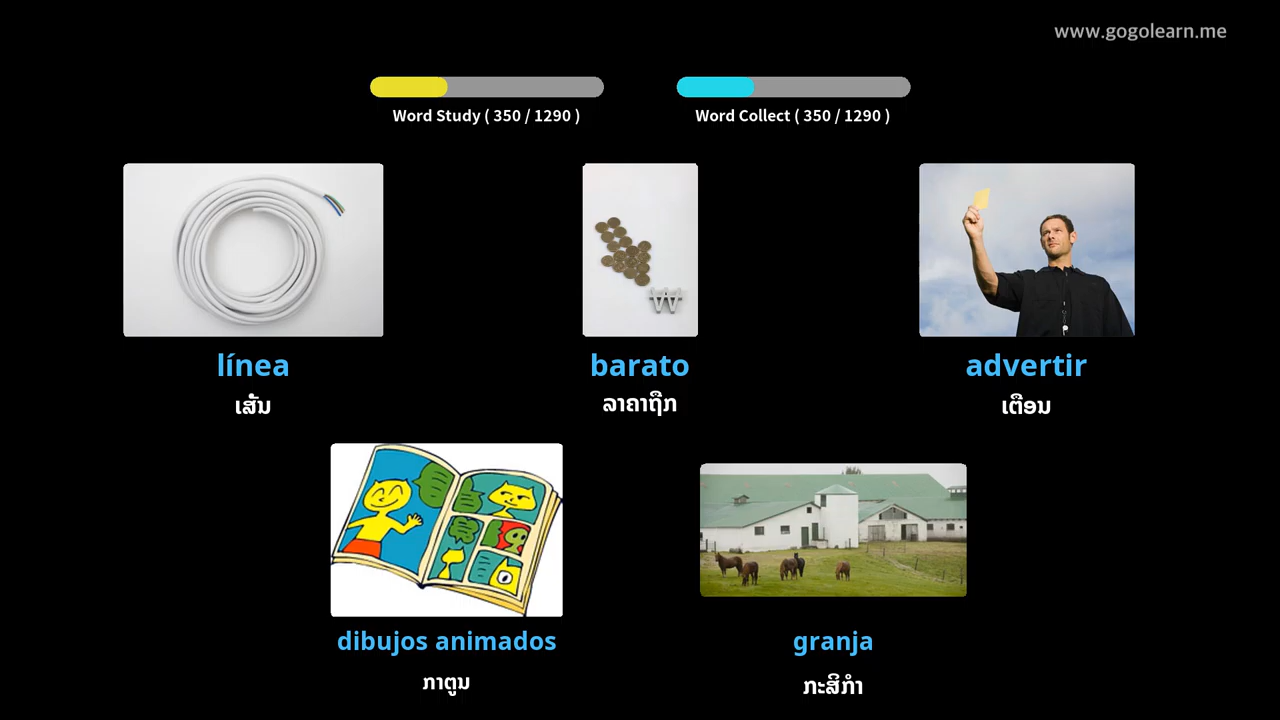 www.gogolearn.me
Word Study ( 350 / 1290 )
Word Collect ( 350 / 1290 )
línea
ເສັ້ນ
barato
ລາຄາຖືກ
advertir
ເຕືອນ
dibujos animados
ກາຕູນ
granja
ກະສິກຳ